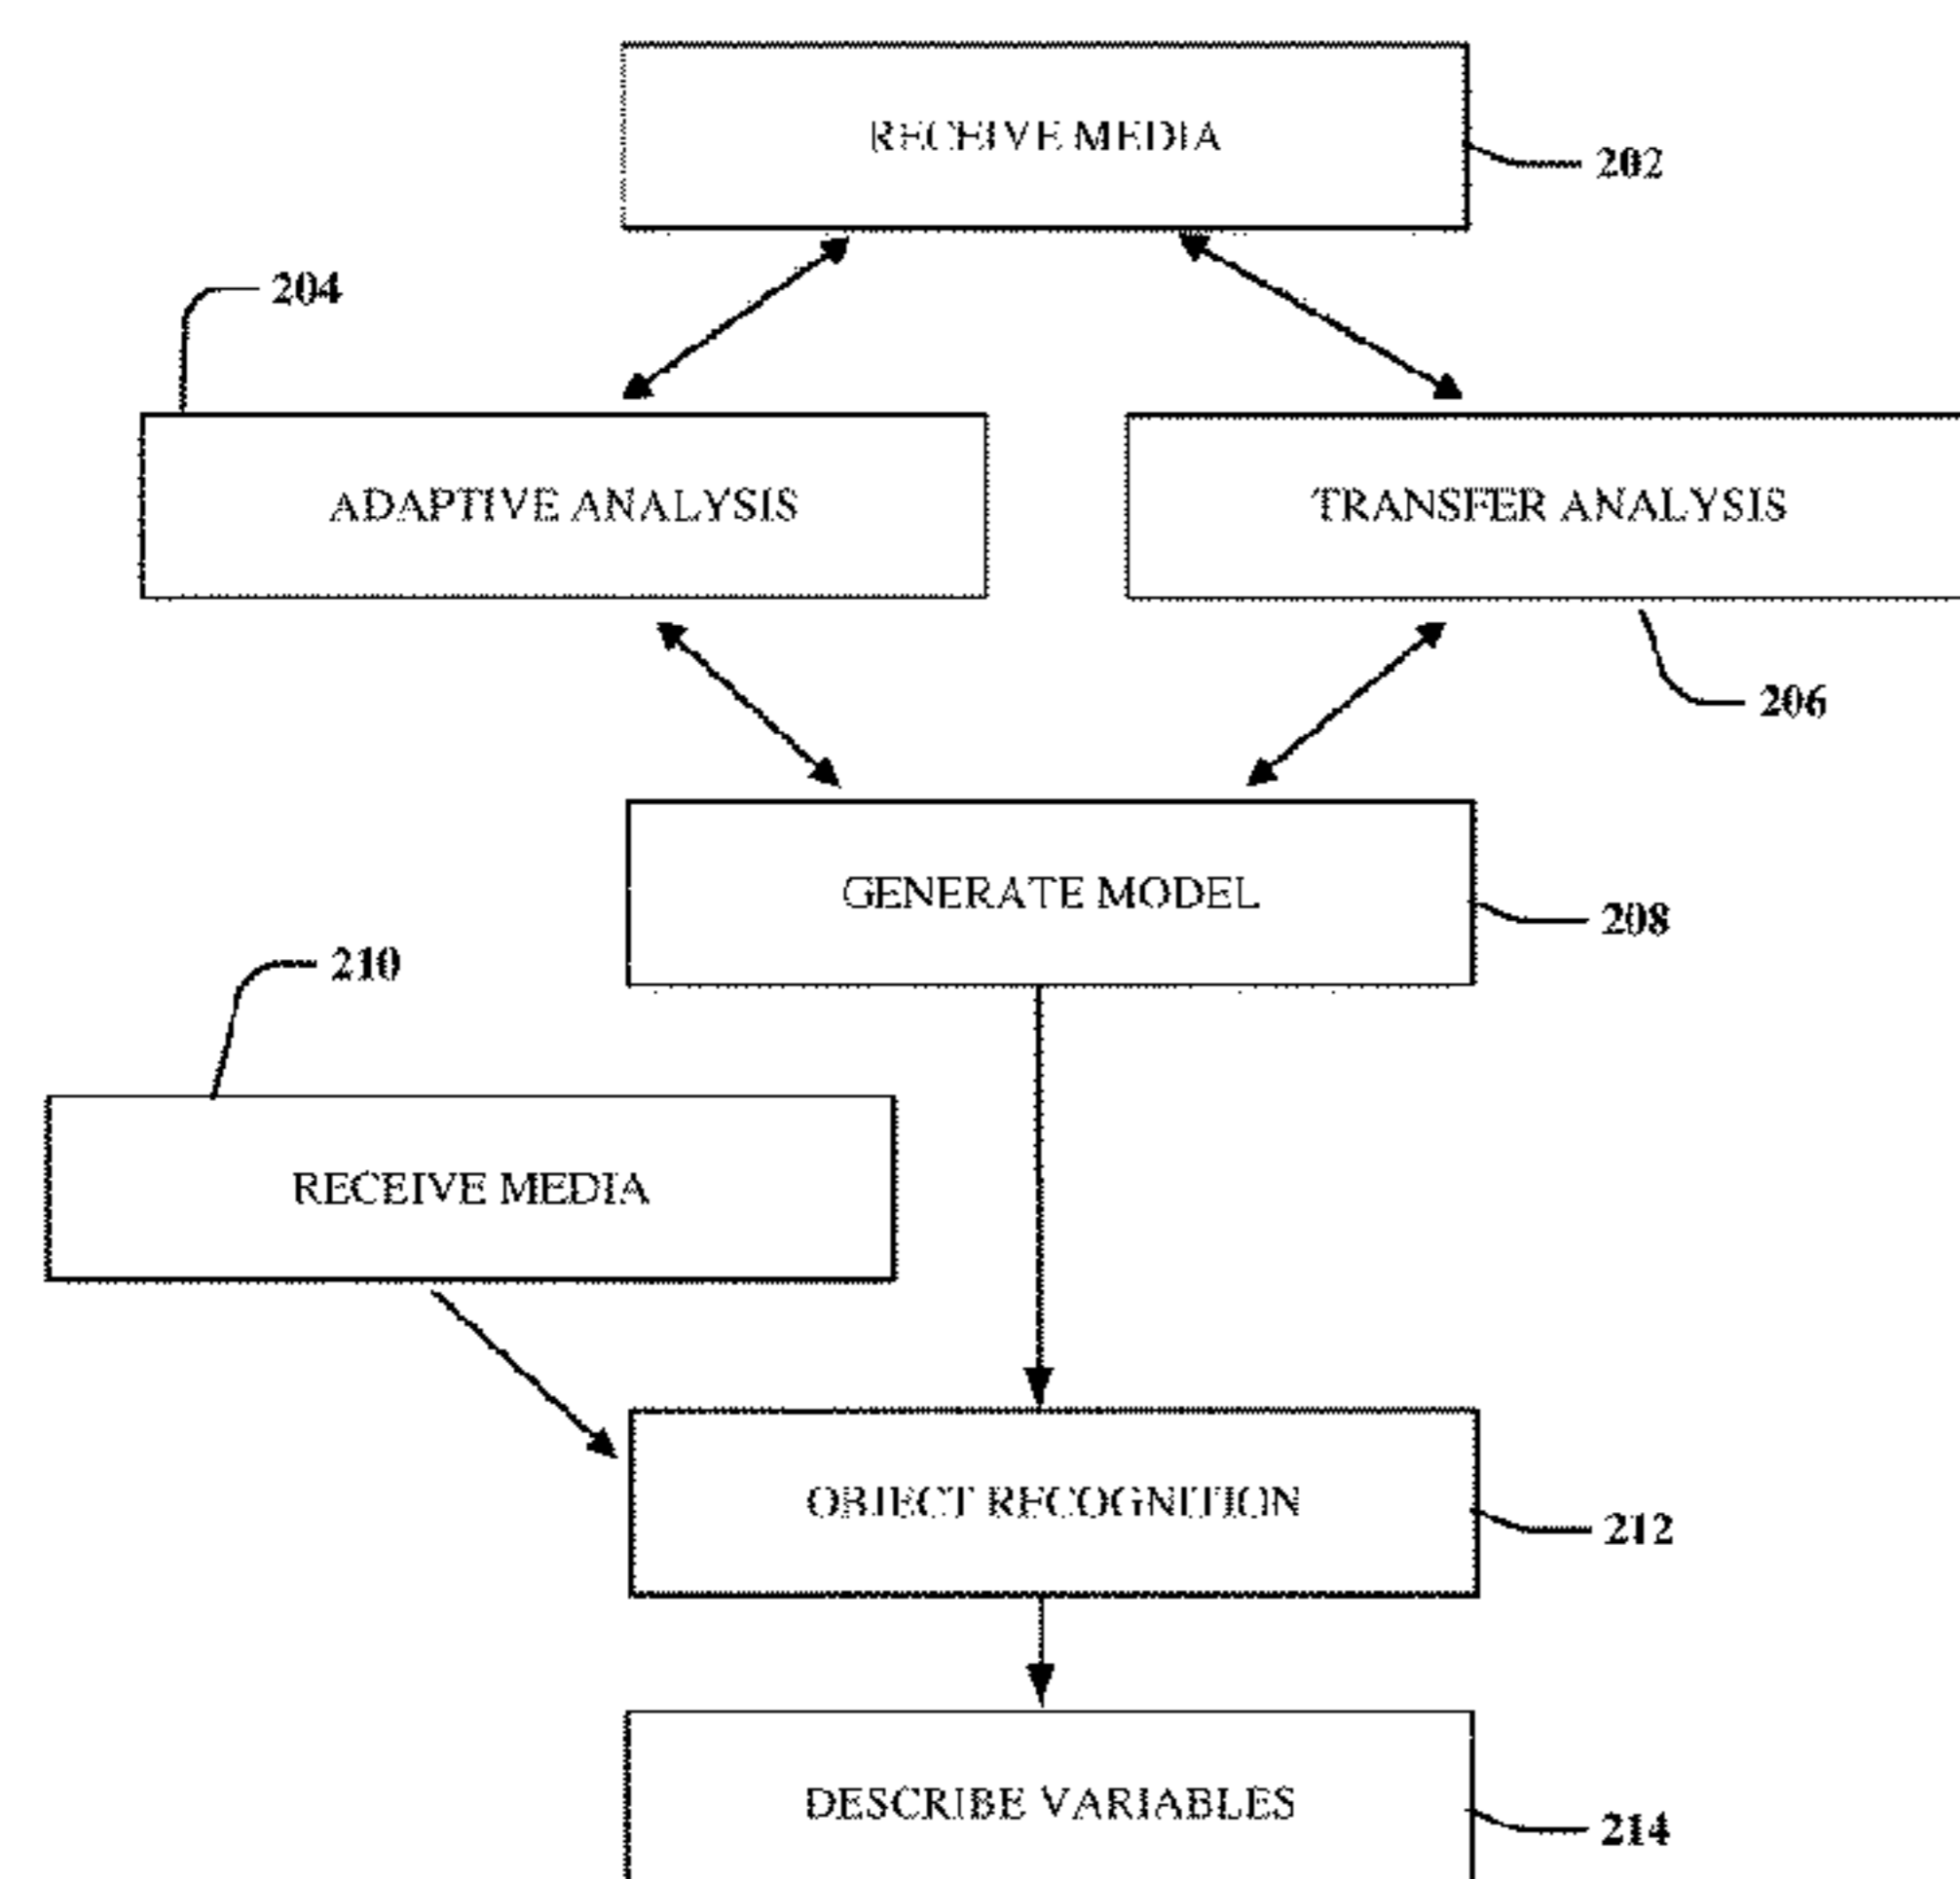 RECEIVE MEDIA
202
204
ADAPTIVE ANALYSIS
TRANSFER ANALYSIS
206
GENERATE MODEL
208
210
RECEIVE MEDIA
OBJECT RECOGNITION
212
DESCRIBE VARIABLES
214